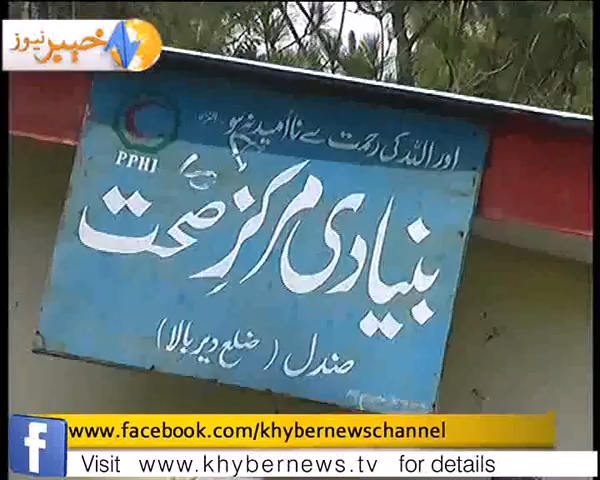 خیبر نیوز
اور اللہ کی رحمت سے ناامید نہ ہو
PPHI
بنیادی مرکز صحت
صندل (ضلع دیر بالا)
www.facebook.com/khybernewschannel
Visit www.khybernews.tv for details